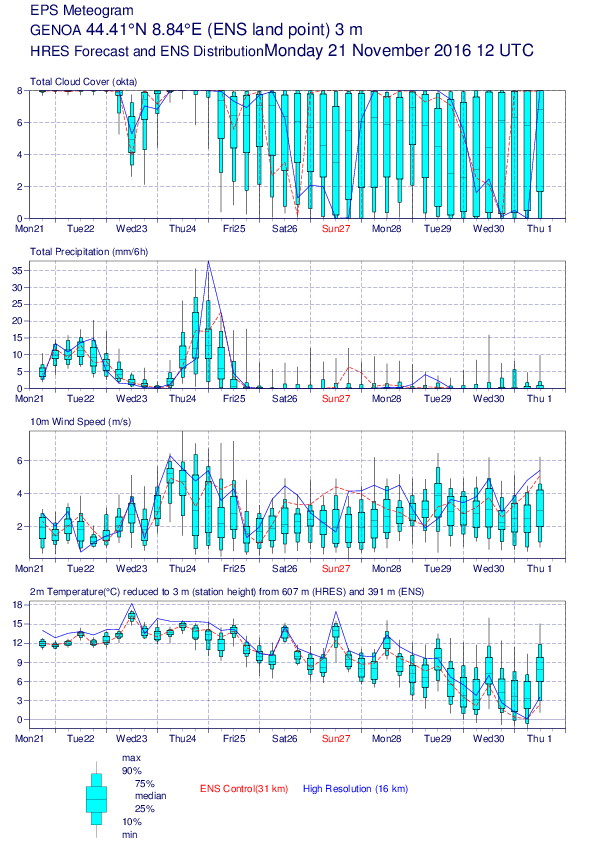 EPS Meteogram
GENOA 44.41°N 8.84°E (ENS land point) 3 m
HRES Forecast and ENS DistributionMonday 21 November 2016 12 UTC
Total Cloud Cover (okta)
8
6
4
2
0
Mon21 Tue22 Wed23 Thu24 Fri25 Sat26 Sun27 Mon28 Tue29 Wed30 Thu 1
Total Precipitation (mm/6h)
35
30
25
20
15
10
5
0
Mon21 Tue22 Wed23 Thu24 Fri25 Sat26 Sun27 Mon28 Tue29 Wed30 Thu 1
10m Wind Speed (m/s)
6
4
2
Mon21 Tue22 Wed23 Thu24 Fri25 Sat26 Sun27 Mon28 Tue29 Wed30 Thu 1
2m Temperature(°C) reduced to 3 m (station height) from 607 m (HRES) and 391 m (ENS)
18
15
12
9
6
3
0
Mon21 Tue22 Wed23 Thu24 Fri25 Sat26 Sun27 Mon28 Tue29 Wed30 Thu 1
max
90%
75%
median
25%
10%
min
ENS Control(31 km) High Resolution (16 km)